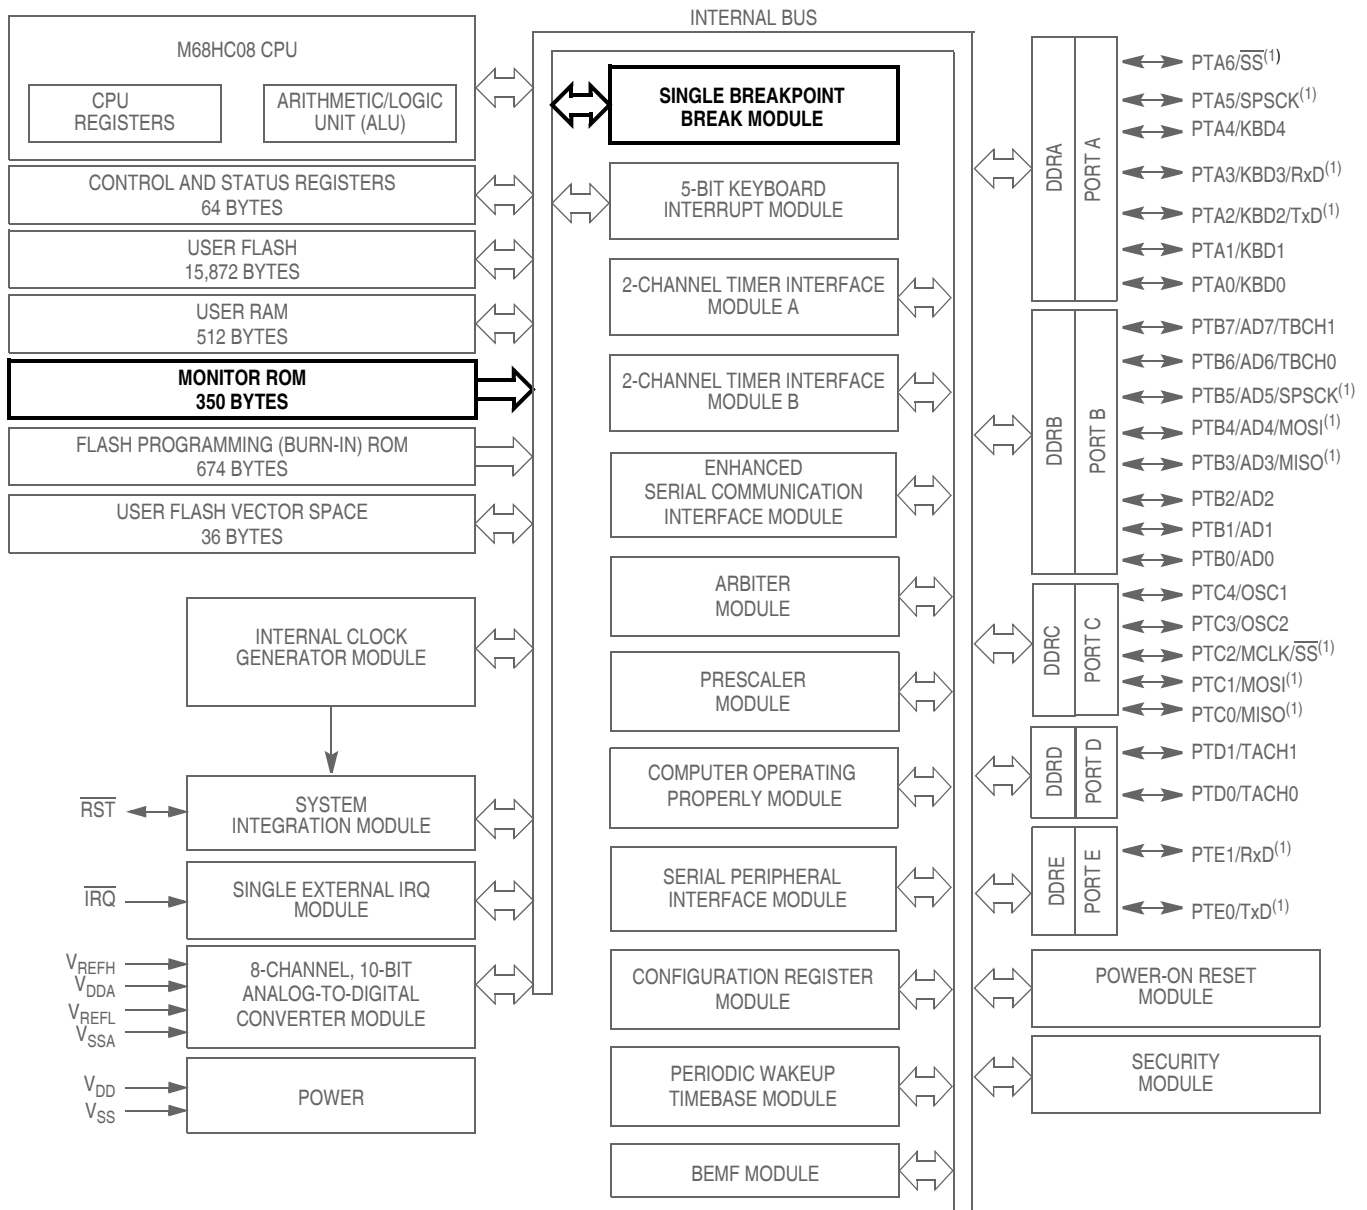 INTERNAL BUS
M68HC08 CPU
CPU
REGISTERS
ARITHMETIC/LOGIC
UNIT (ALU)
CONTROL AND STATUS REGISTERS
64 BYTES
USER FLASH
15,872 BYTES
USER RAM
512 BYTES
MONITOR ROM
350 BYTES
FLASH PROGRAMMING (BURN-IN) ROM
674 BYTES
USER FLASH VECTOR SPACE
36 BYTES
INTERNAL CLOCK
GENERATOR MODULE
RST
SYSTEM
INTEGRATION MODULE
IRQ
SINGLE EXTERNAL IRQ
MODULE
VREFH
VDDA
VREFL
VSSA
8-CHANNEL, 10-BIT
ANALOG-TO-DIGITAL
CONVERTER MODULE
VDD
VSS
POWER
SINGLE BREAKPOINT
BREAK MODULE
5-BIT KEYBOARD
INTERRUPT MODULE
2-CHANNEL TIMER INTERFACE
MODULE A
2-CHANNEL TIMER INTERFACE
MODULE B
ENHANCED
SERIAL COMMUNICATION
INTERFACE MODULE
ARBITER
MODULE
PRESCALER
MODULE
COMPUTER OPERATING
PROPERLY MODULE
SERIAL PERIPHERAL
INTERFACE MODULE
CONFIGURATION REGISTER
MODULE
PERIODIC WAKEUP
TIMEBASE MODULE
BEMF MODULE
DDRA
PORT A
PTA6/SS(1)
PTA5/SPSCK(1)
PTA4/KBD4
PTA3/KBD3/RxD(1)
PTA2/KBD2/TxD(1)
PTA1/KBD1
PTA0/KBD0
DDRB
PORT B
PTB7/AD7/TBCH1
PTB6/AD6/TBCH0
PTB5/AD5/SPSCK(1)
PTB4/AD4/MOSI(1)
PTB3/AD3/MISO(1)
PTB2/AD2
PTB1/AD1
PTB0/AD0
DDRC
PORT C
PTC4/OSC1
PTC3/OSC2
PTC2/MCLK/SS(1)
PTC1/MOSI(1)
PTC0/MISO(1)
DDRD
PORT D
PTD1/TACH1
PTD0/TACH0
DDRE
PORT E
PTE1/RxD(1)
PTE0/TxD(1)
POWER-ON RESET
MODULE
SECURITY
MODULE